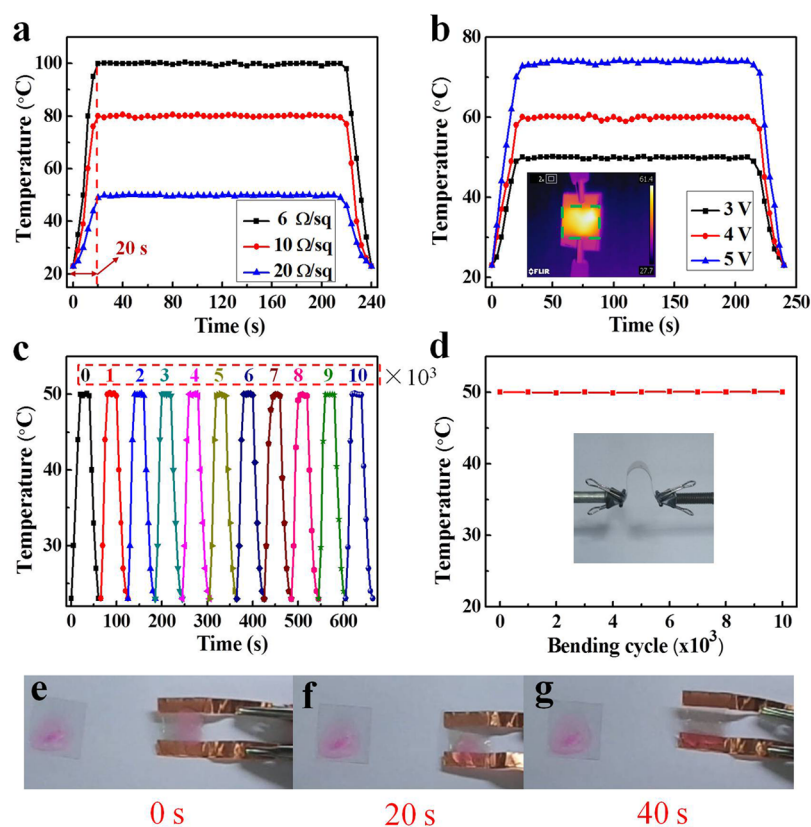 a
100
80
60
40
20
Temperature (°C)
6 Ω/sq
10 Ω/sq
20 Ω/sq
20 s
0 40 80 120 160 200 240
Time (s)
b
80
60
40
20
Temperature (°C)
61.4
27.7
FLIR
3 V
4 V
5 V
0 50 100 150 200 250
Time (s)
c
0 1 2 3 4 5 6 7 8 9 10 ×10³
50
40
30
Temperature (°C)
0 100 200 300 400 500 600
Time (s)
d
60
50
40
30
20
Temperature (°C)
0 2 4 6 8 10
Bending cycle (x10³)
e f g
0 s 20 s 40 s